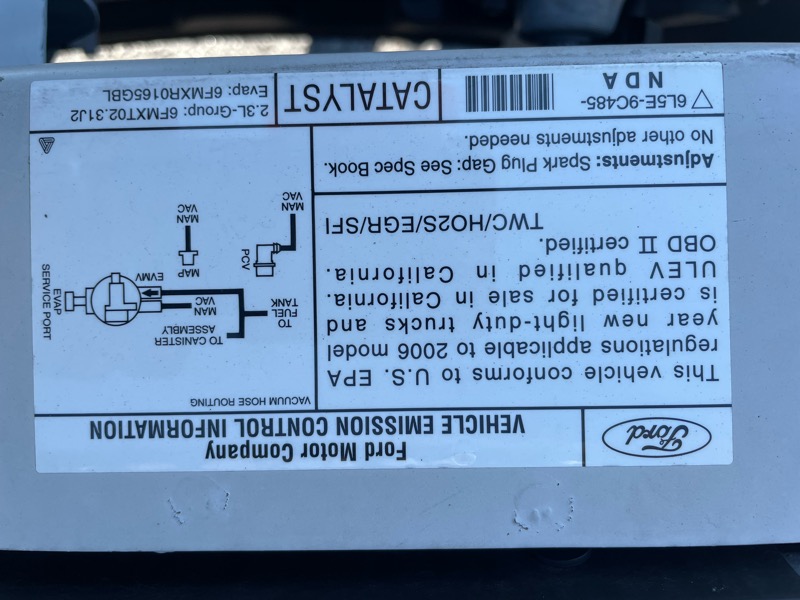 Ford
Ford Motor Company
VEHICLE EMISSION CONTROL INFORMATION
This vehicle conforms to U.S. EPA
regulations applicable to 2006 model
year new light-duty trucks and
is certified for sale in California.
ULEV qualified in California.
OBD II certified.
TWC/HO2S/EGR/SFI
VACUUM HOSE ROUTING
TO CANISTER
ASSEMBLY
TO
FUEL
TANK
MAN
VAC
EVAP
SERVICE PORT
EVMV
PCV
MAP
MAN
VAC
MAN
VAC
Adjustments: Spark Plug Gap: See Spec Book.
No other adjustments needed.
6L5E-9C485-
NDA
CATALYST
2.3L-Group: 6FMXT02.31J2
Evap: 6FMXR0165GBL